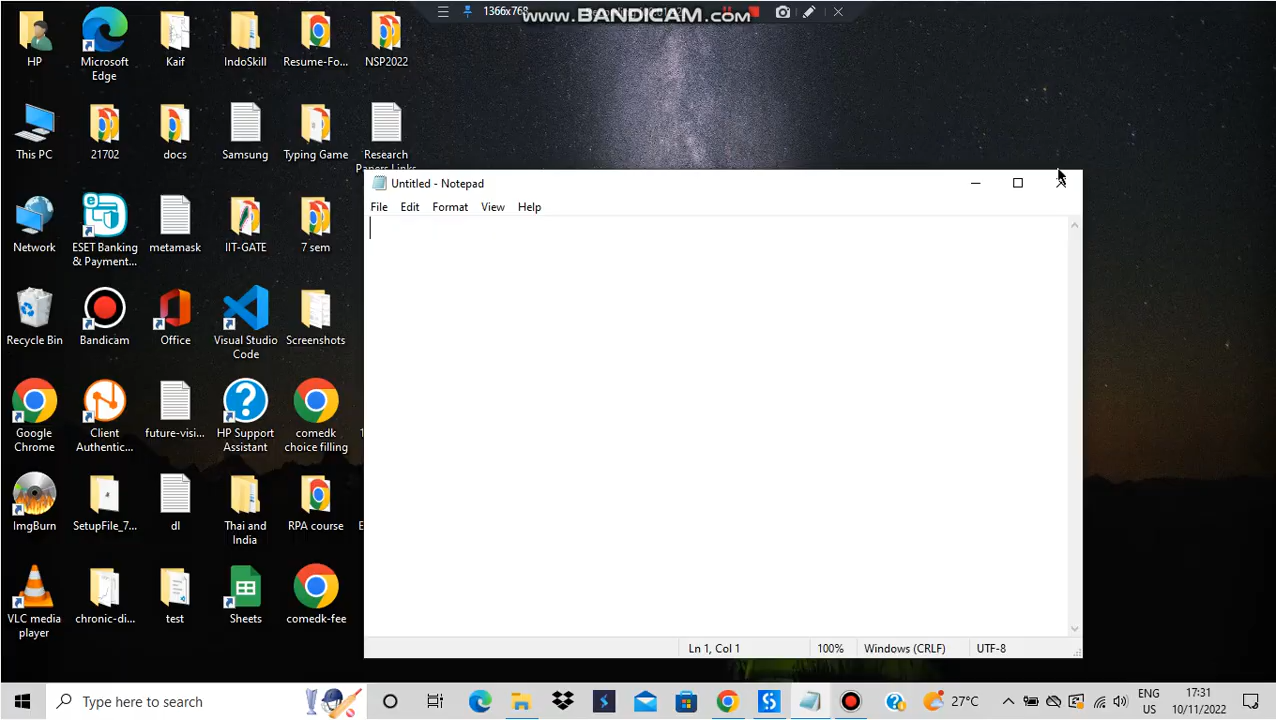 1366x768
www.BANDICAM.com
HP
Microsoft
Edge
Kaif
IndoSkill
Resume-Fo...
NSP2022
This PC
21702
docs
Samsung
Typing Game
Research
Papers Links
Network
ESET Banking
& Payment...
metamask
IIT-GATE
7 sem
Recycle Bin
Bandicam
Office
Visual Studio
Code
Screenshots
Google
Chrome
Client
Authentic...
future-visi...
HP Support
Assistant
comedk
choice filling
ImgBurn
SetupFile_7...
dl
Thai and
India
RPA course
VLC media
player
chronic-di...
test
Sheets
comedk-fee
Untitled - Notepad
File Edit Format View Help
Ln 1, Col 1 100% Windows (CRLF) UTF-8
Type here to search
27°C
ENG
US
17:31
10/11/2022